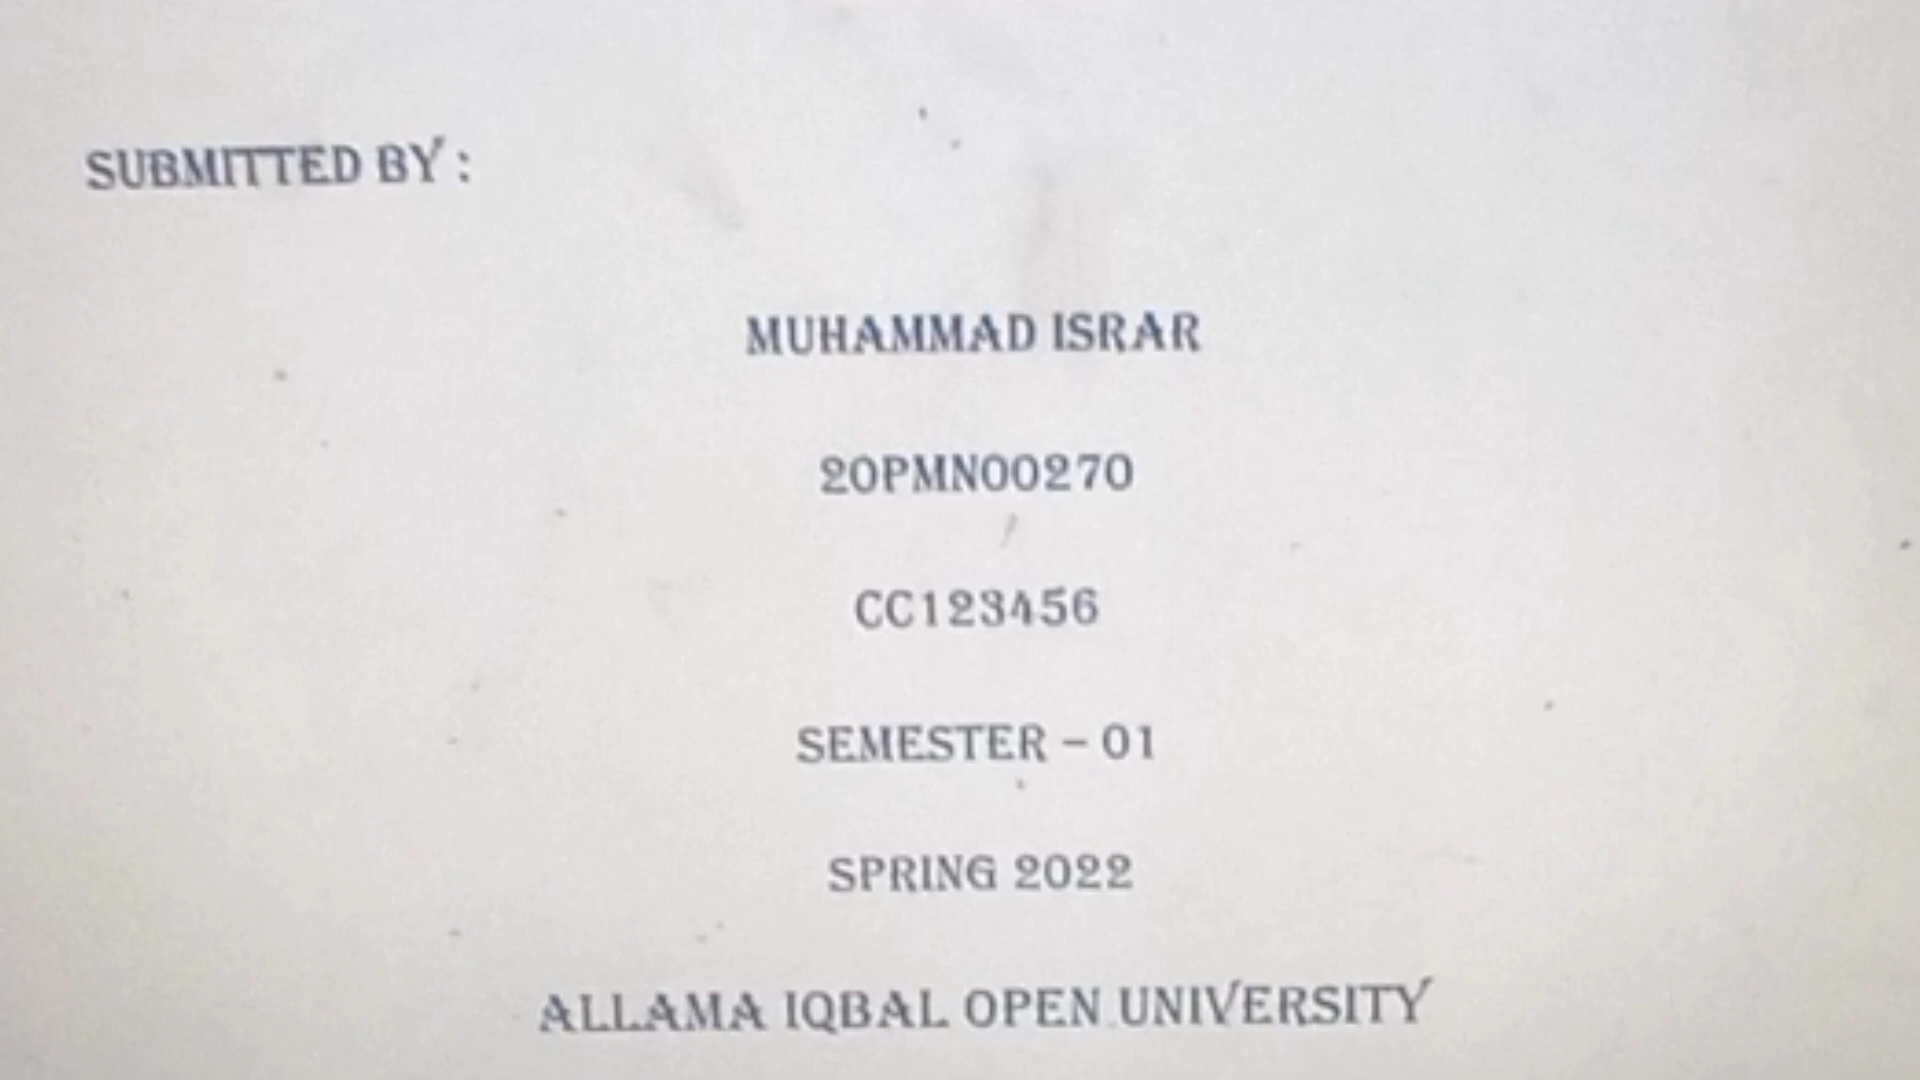 SUBMITTED BY :
MUHAMMAD ISRAR
20PMN00270
CC123456
SEMESTER – 01
SPRING 2022
ALLAMA IQBAL OPEN UNIVERSITY